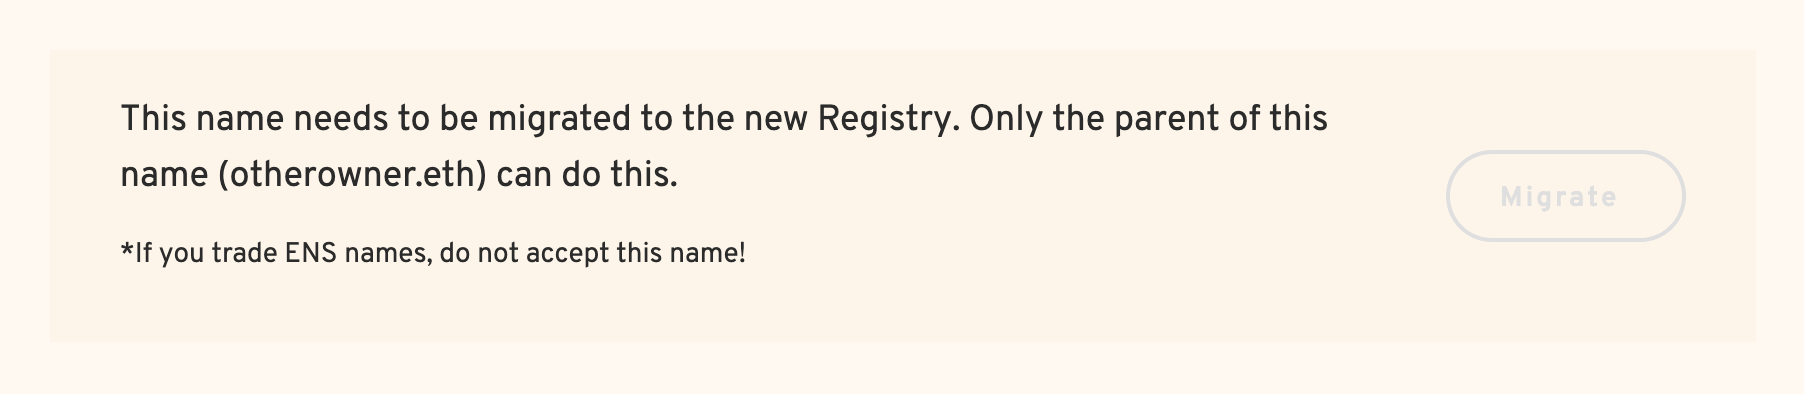 This name needs to be migrated to the new Registry. Only the parent of this
name (otherowner.eth) can do this.
Migrate
*If you trade ENS names, do not accept this name!